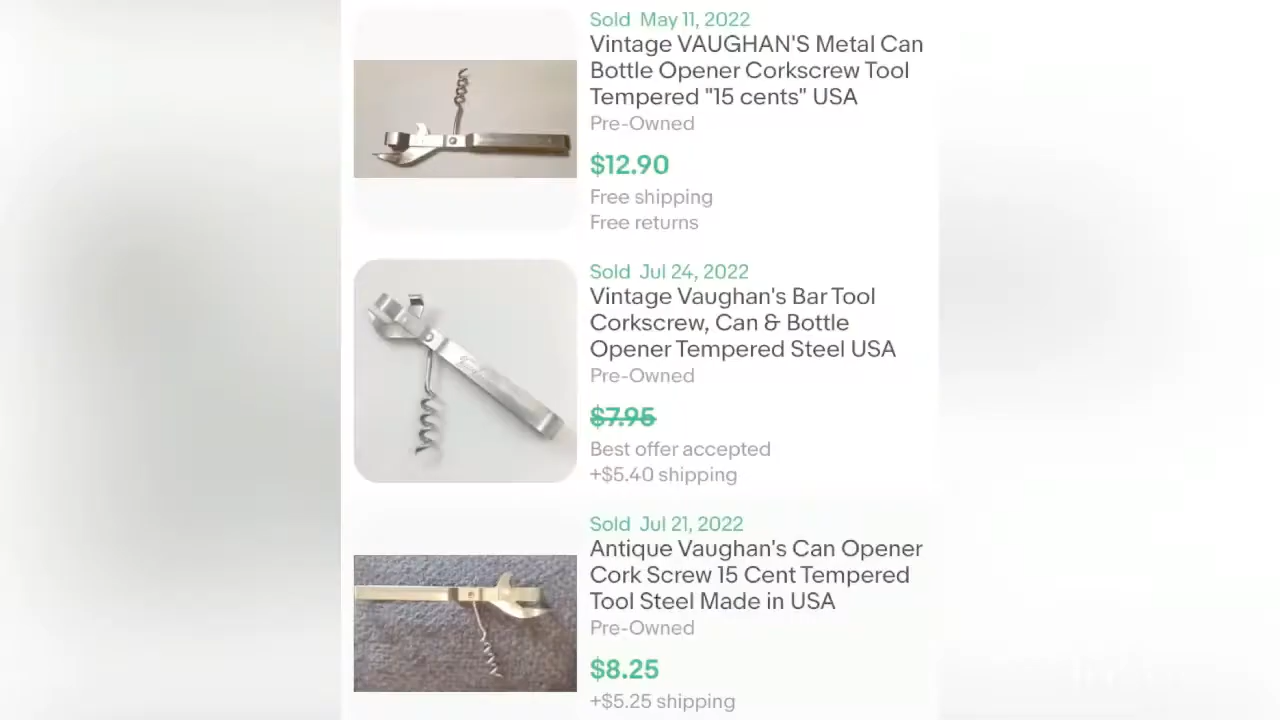 Sold May 11, 2022
Vintage VAUGHAN'S Metal Can
Bottle Opener Corkscrew Tool
Tempered "15 cents" USA
Pre-Owned
$12.90
Free shipping
Free returns
Sold Jul 24, 2022
Vintage Vaughan's Bar Tool
Corkscrew, Can & Bottle
Opener Tempered Steel USA
Pre-Owned
$7.95
Best offer accepted
+$5.40 shipping
Sold Jul 21, 2022
Antique Vaughan's Can Opener
Cork Screw 15 Cent Tempered
Tool Steel Made in USA
Pre-Owned
$8.25
+$5.25 shipping